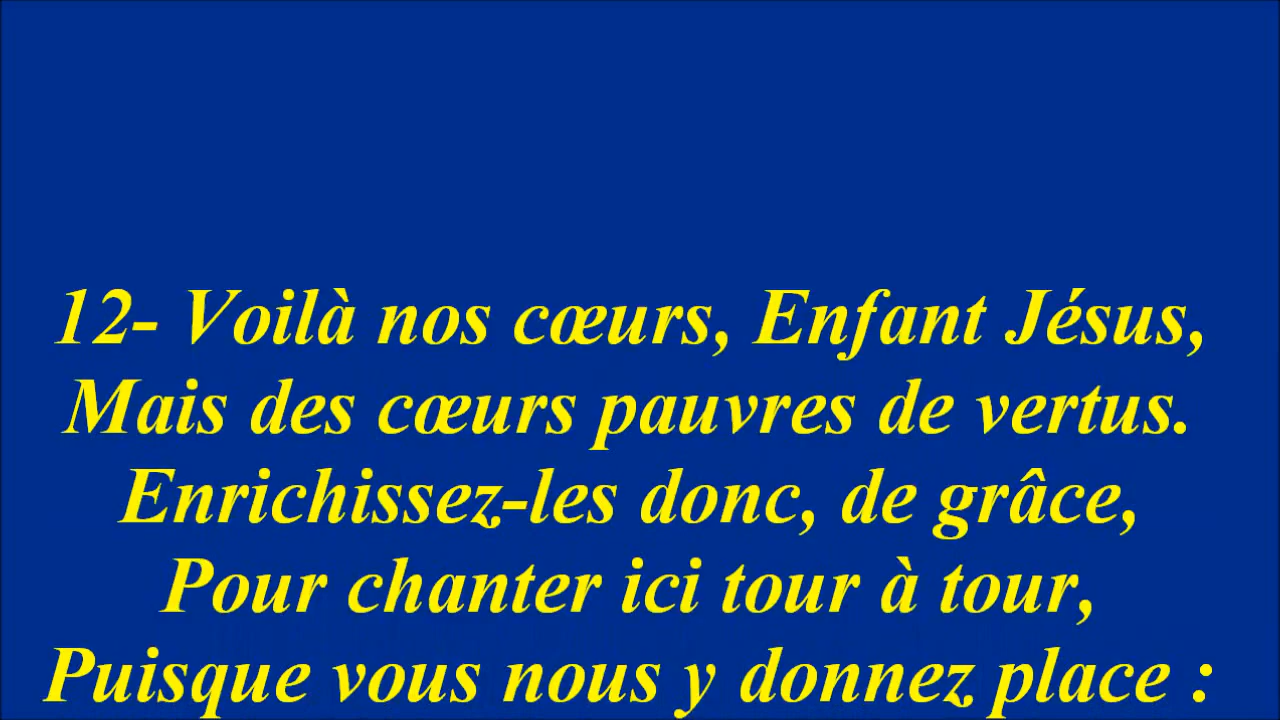 12- Voilà nos cœurs, Enfant Jésus,
Mais des cœurs pauvres de vertus.
Enrichissez-les donc, de grâce,
Pour chanter ici tour à tour,
Puisque vous nous y donnez place :